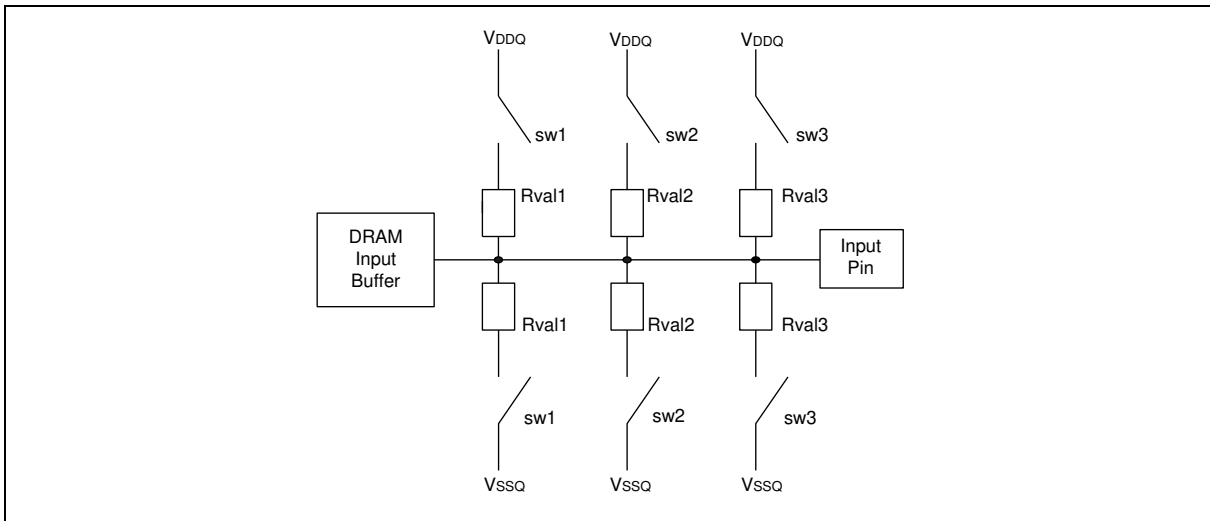 VDDQ VDDQ VDDQ
sw1 sw2 sw3
Rval1 Rval2 Rval3
DRAM
Input
Buffer
Input
Pin
Rval1 Rval2 Rval3
sw1 sw2 sw3
VSSQ VSSQ VSSQ